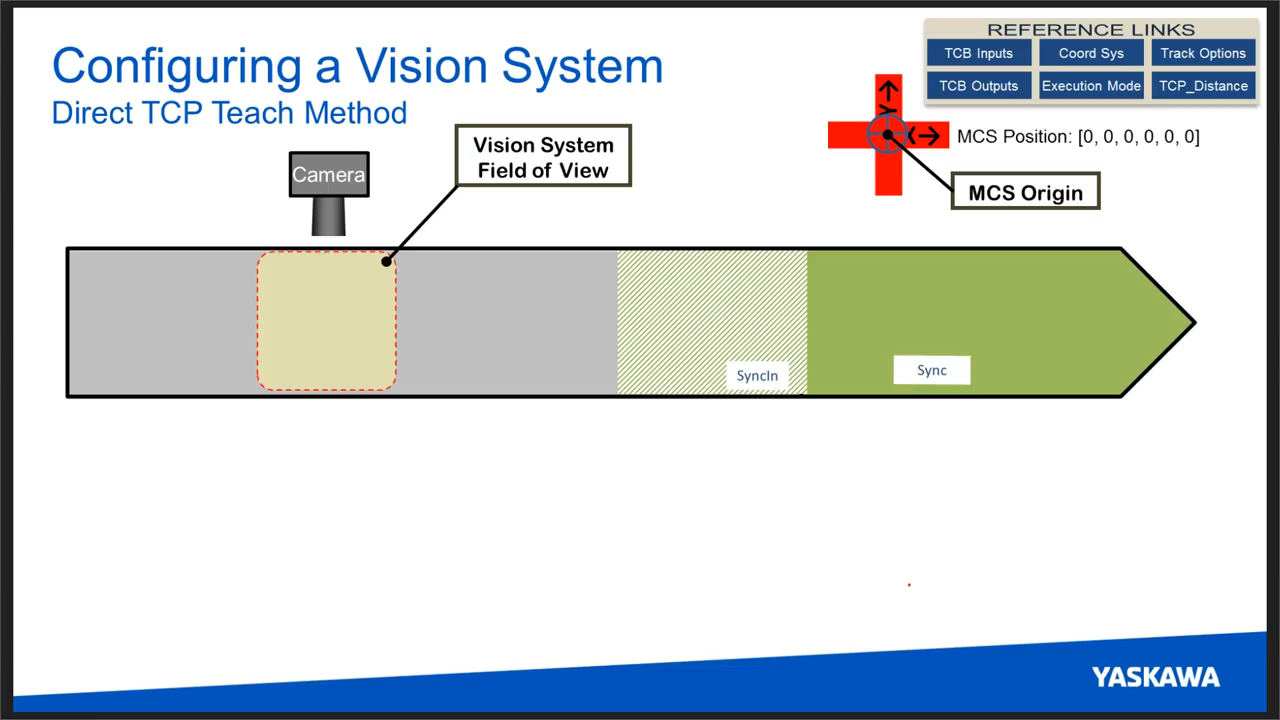 Configuring a Vision System
Direct TCP Teach Method
REFERENCE LINKS
TCB Inputs
Coord Sys
Track Options
TCB Outputs
Execution Mode
TCP_Distance
Camera
Vision System
Field of View
Y
X
MCS Position: [0, 0, 0, 0, 0, 0]
MCS Origin
SyncIn
Sync
YASKAWA